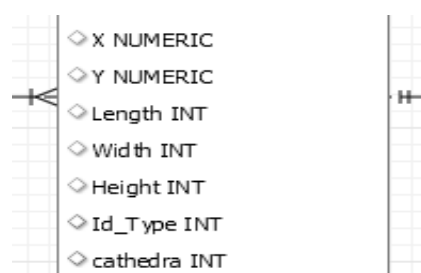 X NUMERIC
Y NUMERIC
Length INT
Width INT
Height INT
Id_Type INT
cathedra INT